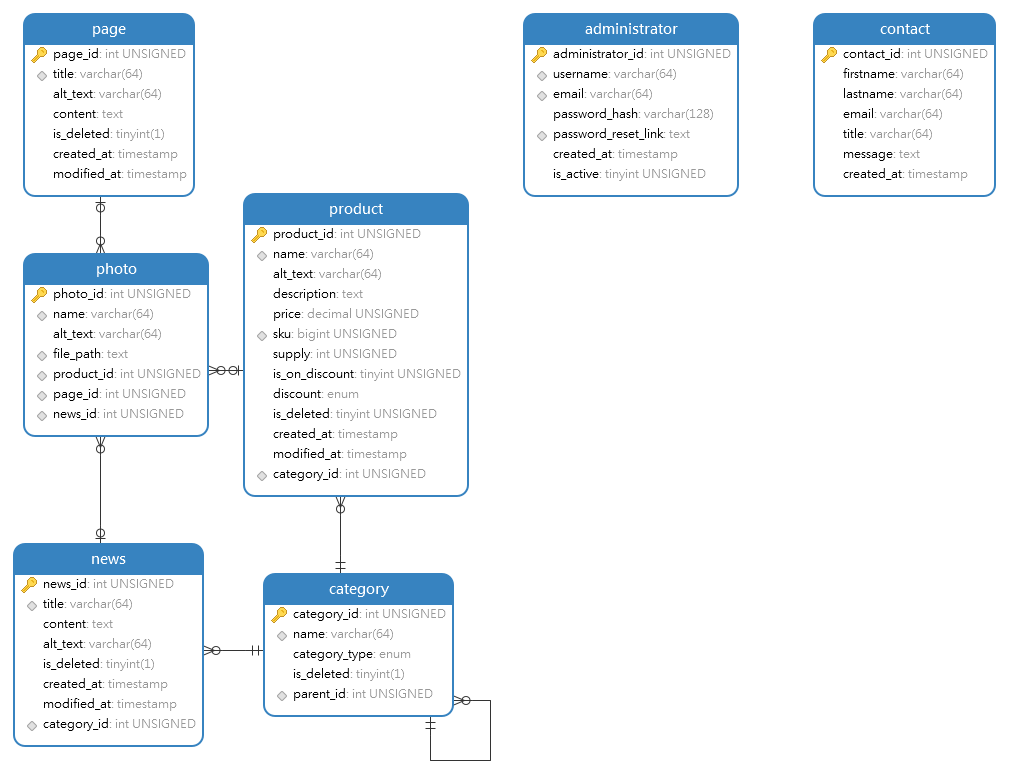 page
page_id: int UNSIGNED
title: varchar(64)
alt_text: varchar(64)
content: text
is_deleted: tinyint(1)
created_at: timestamp
modified_at: timestamp
administrator
administrator_id: int UNSIGNED
username: varchar(64)
email: varchar(64)
password_hash: varchar(128)
password_reset_link: text
created_at: timestamp
is_active: tinyint UNSIGNED
contact
contact_id: int UNSIGNED
firstname: varchar(64)
lastname: varchar(64)
email: varchar(64)
title: varchar(64)
message: text
created_at: timestamp
product
product_id: int UNSIGNED
name: varchar(64)
alt_text: varchar(64)
description: text
price: decimal UNSIGNED
sku: bigint UNSIGNED
supply: int UNSIGNED
is_on_discount: tinyint UNSIGNED
discount: enum
is_deleted: tinyint UNSIGNED
created_at: timestamp
modified_at: timestamp
category_id: int UNSIGNED
photo
photo_id: int UNSIGNED
name: varchar(64)
alt_text: varchar(64)
file_path: text
product_id: int UNSIGNED
page_id: int UNSIGNED
news_id: int UNSIGNED
news
news_id: int UNSIGNED
title: varchar(64)
content: text
alt_text: varchar(64)
is_deleted: tinyint(1)
created_at: timestamp
modified_at: timestamp
category_id: int UNSIGNED
category
category_id: int UNSIGNED
name: varchar(64)
category_type: enum
is_deleted: tinyint(1)
parent_id: int UNSIGNED